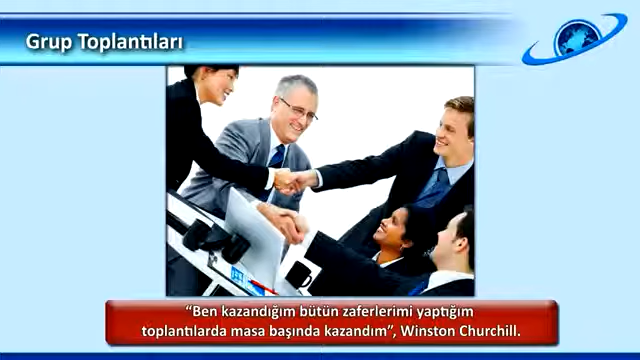 Grup Toplantıları
“Ben kazandığım bütün zaferlerimi yaptığım
toplantılarda masa başında kazandım”, Winston Churchill.